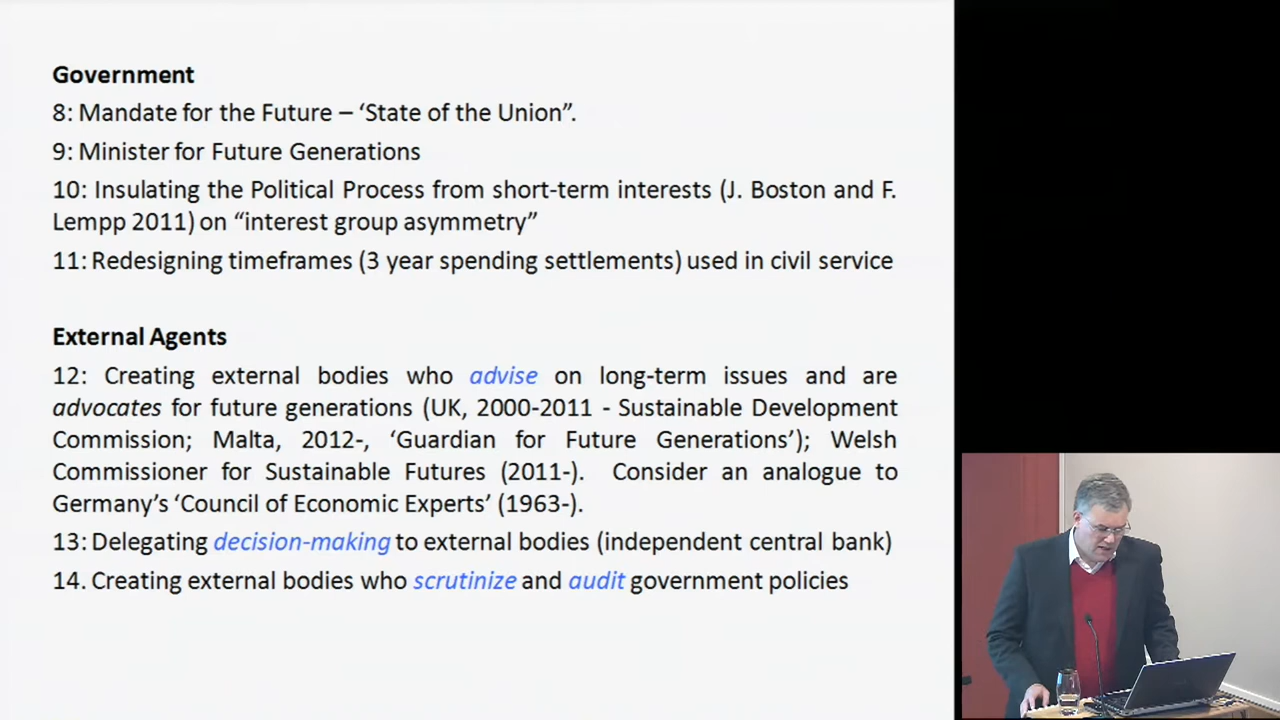 Government
8: Mandate for the Future – ‘State of the Union”.
9: Minister for Future Generations
10: Insulating the Political Process from short-term interests (J. Boston and F.
Lempp 2011) on “interest group asymmetry”
11: Redesigning timeframes (3 year spending settlements) used in civil service
External Agents
12: Creating external bodies who advise on long-term issues and are
advocates for future generations (UK, 2000-2011 - Sustainable Development
Commission; Malta, 2012-, ‘Guardian for Future Generations’); Welsh
Commissioner for Sustainable Futures (2011-). Consider an analogue to
Germany’s ‘Council of Economic Experts’ (1963-).
13: Delegating decision-making to external bodies (independent central bank)
14. Creating external bodies who scrutinize and audit government policies